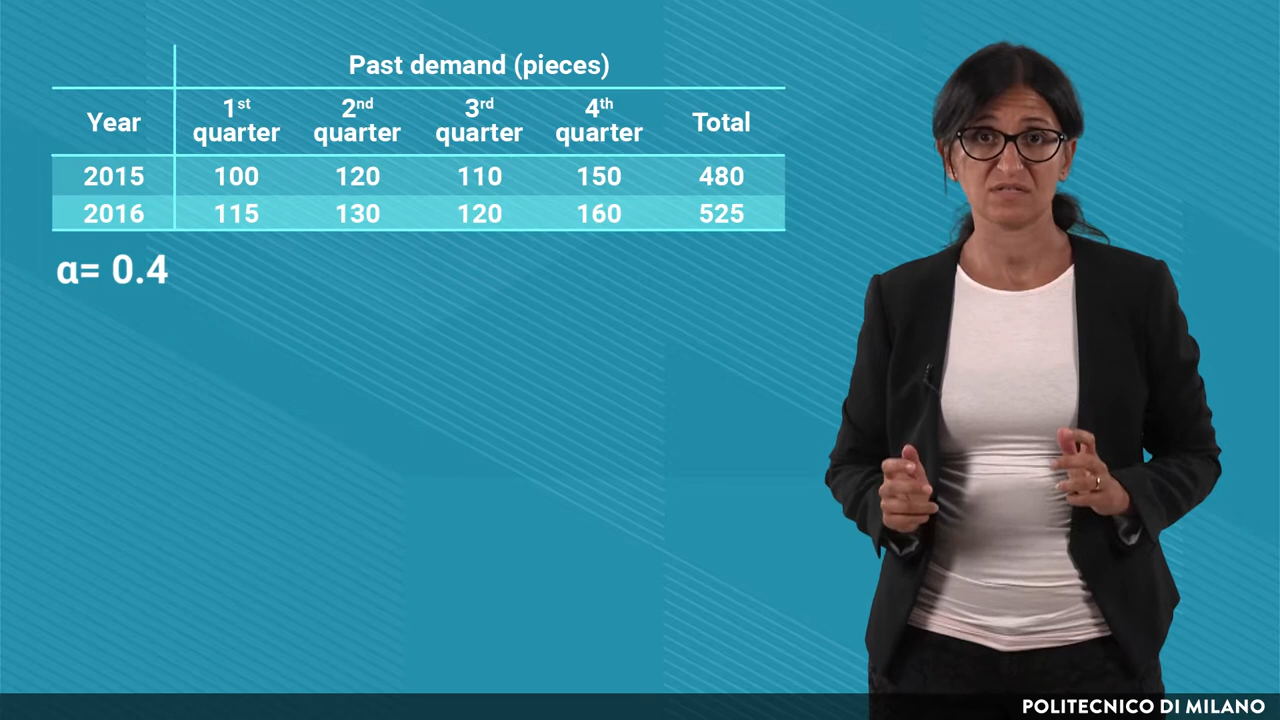 Past demand (pieces)
Year 1st quarter 2nd quarter 3rd quarter 4th quarter Total
2015 100 120 110 150 480
2016 115 130 120 160 525
α= 0.4
POLITECNICO DI MILANO